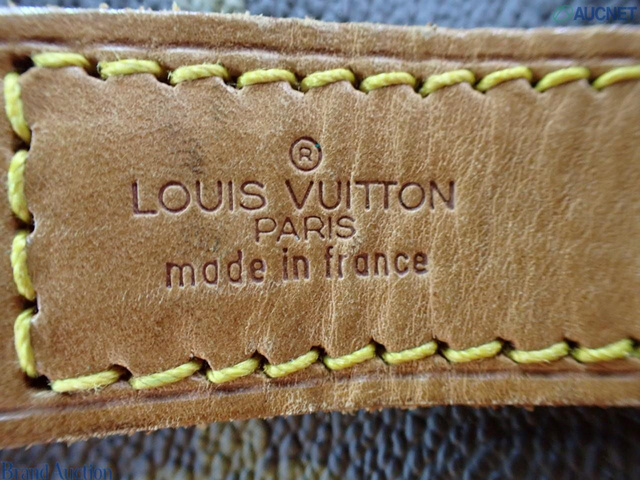 AUCNET
®
LOUIS VUITTON
PARIS
made in france
Brand Auction